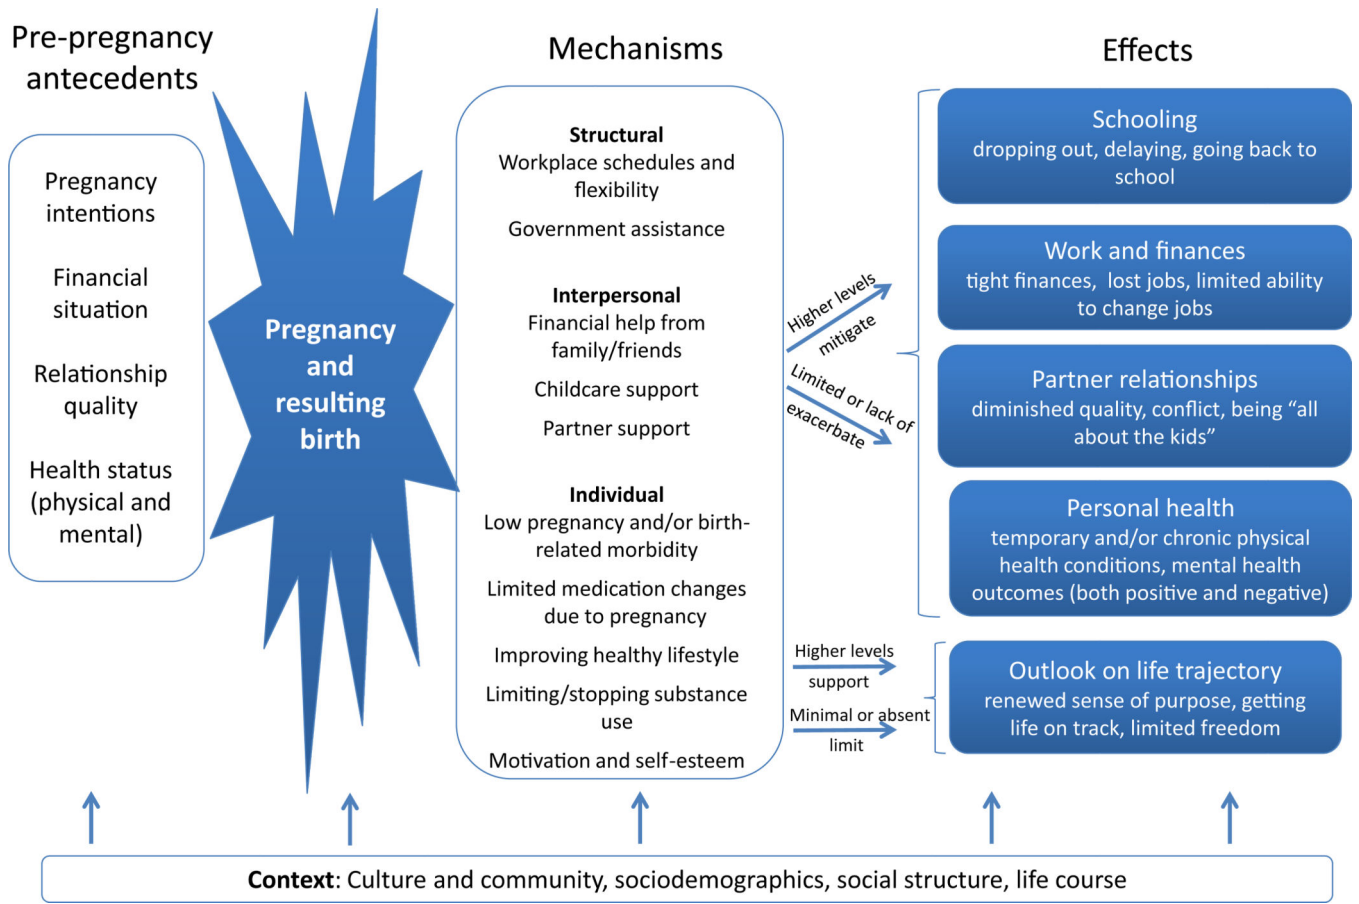 Pre-pregnancy
antecedents
Pregnancy
intentions
Financial
situation
Relationship
quality
Health status
(physical and
mental)
Pregnancy
and
resulting
birth
Mechanisms
Structural
Workplace schedules and
flexibility
Government assistance
Interpersonal
Financial help from
family/friends
Childcare support
Partner support
Individual
Low pregnancy and/or birth-
related morbidity
Limited medication changes
due to pregnancy
Improving healthy lifestyle
Limiting/stopping substance
use
Motivation and self-esteem
Higher levels
mitigate
Limited or lack of
exacerbate
Higher levels
support
Minimal or absent
limit
Effects
Schooling
dropping out, delaying, going back to
school
Work and finances
tight finances,  lost jobs, limited ability
to change jobs
Partner relationships
diminished quality, conflict, being “all
about the kids”
Personal health
temporary and/or chronic physical
health conditions, mental health
outcomes (both positive and negative)
Outlook on life trajectory
renewed sense of purpose, getting
life on track, limited freedom
Context: Culture and community, sociodemographics, social structure, life course